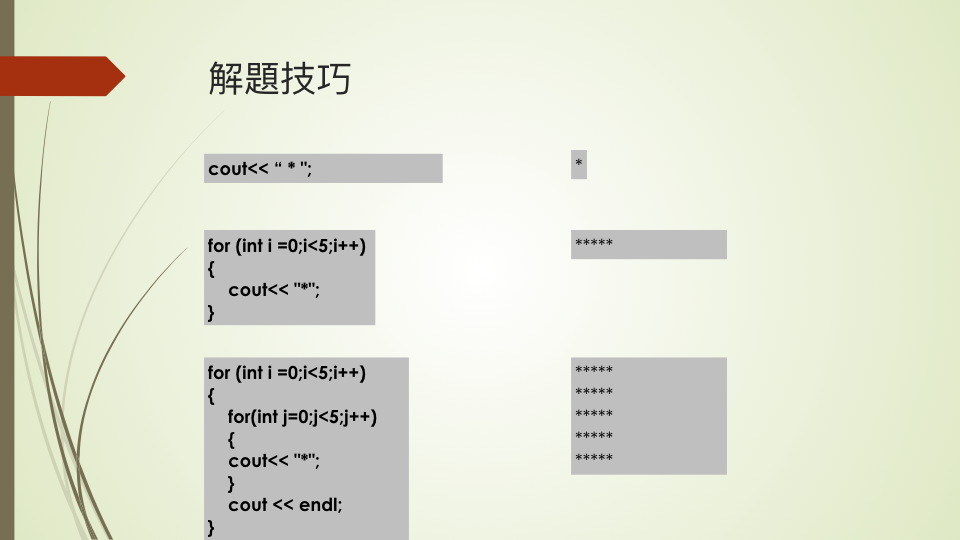 解題技巧
cout<< “ * ";
*
for (int i =0;i<5;i++)
{
cout<< "*";
}
*****
for (int i =0;i<5;i++)
{
for(int j=0;j<5;j++)
{
cout<< "*";
}
cout << endl;
}
*****
*****
*****
*****
*****